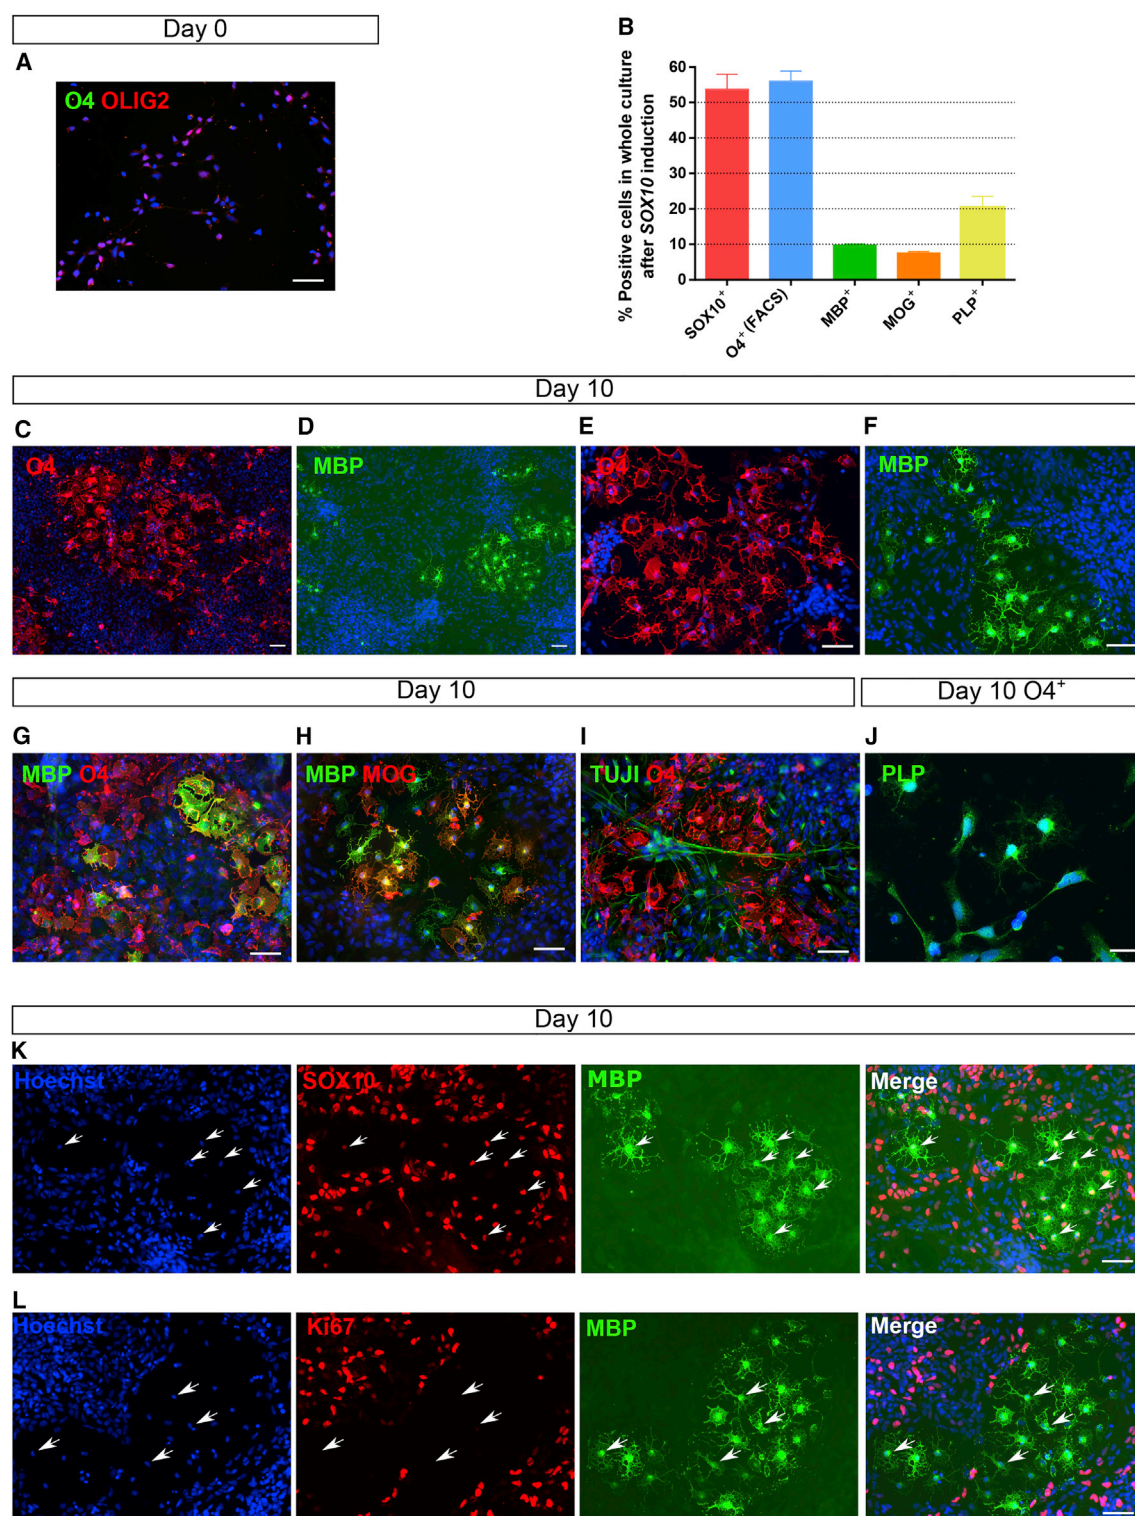 Day 0
A
O4 OLIG2
B
% Positive cells in whole culture
after SOX10 induction
60
50
40
30
20
10
0
SOX10+
O4+ (FACS)
MBP+
MOG+
PLP+
Day 10
C
D
E
F
O4
MBP
O4
MBP
Day 10
Day 10 O4+
G
H
I
J
MBP O4
MBP MOG
TUJI O4
PLP
Day 10
K
Hoechst
SOX10
MBP
Merge
L
Hoechst
Ki67
MBP
Merge